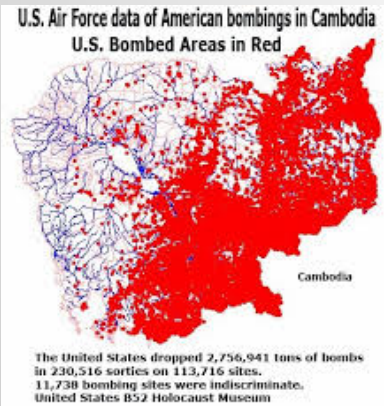 U.S. Air Force data of American bombings in Cambodia
U.S. Bombed Areas in Red
Cambodia
The United States dropped 2,756,941 tons of bombs
in 230,516 sorties on 113,716 sites.
11,738 bombing sites were indiscriminate.
United States B52 Holocaust Museum